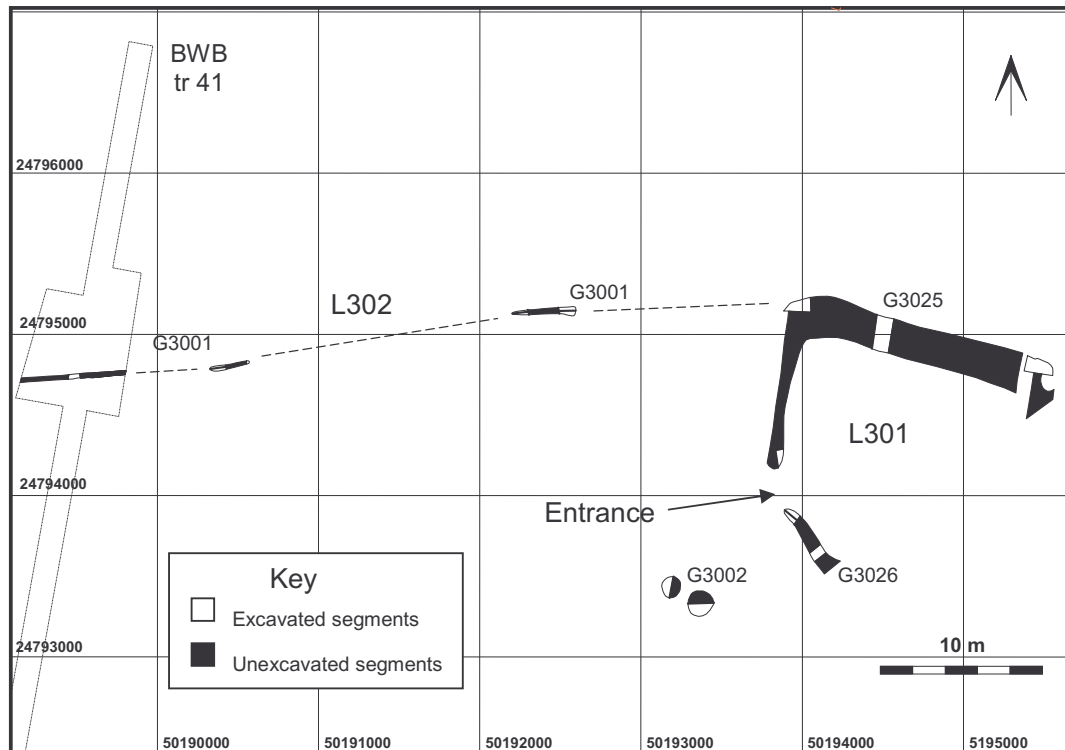 BWB
tr 41
24796000
G3001
G3025
L302
24795000
G3001
L301
24794000
Entrance
G3002
G3026
Key
Excavated segments
Unexcavated segments
24793000
10 m
50190000
50191000
50192000
50193000
50194000
5195000